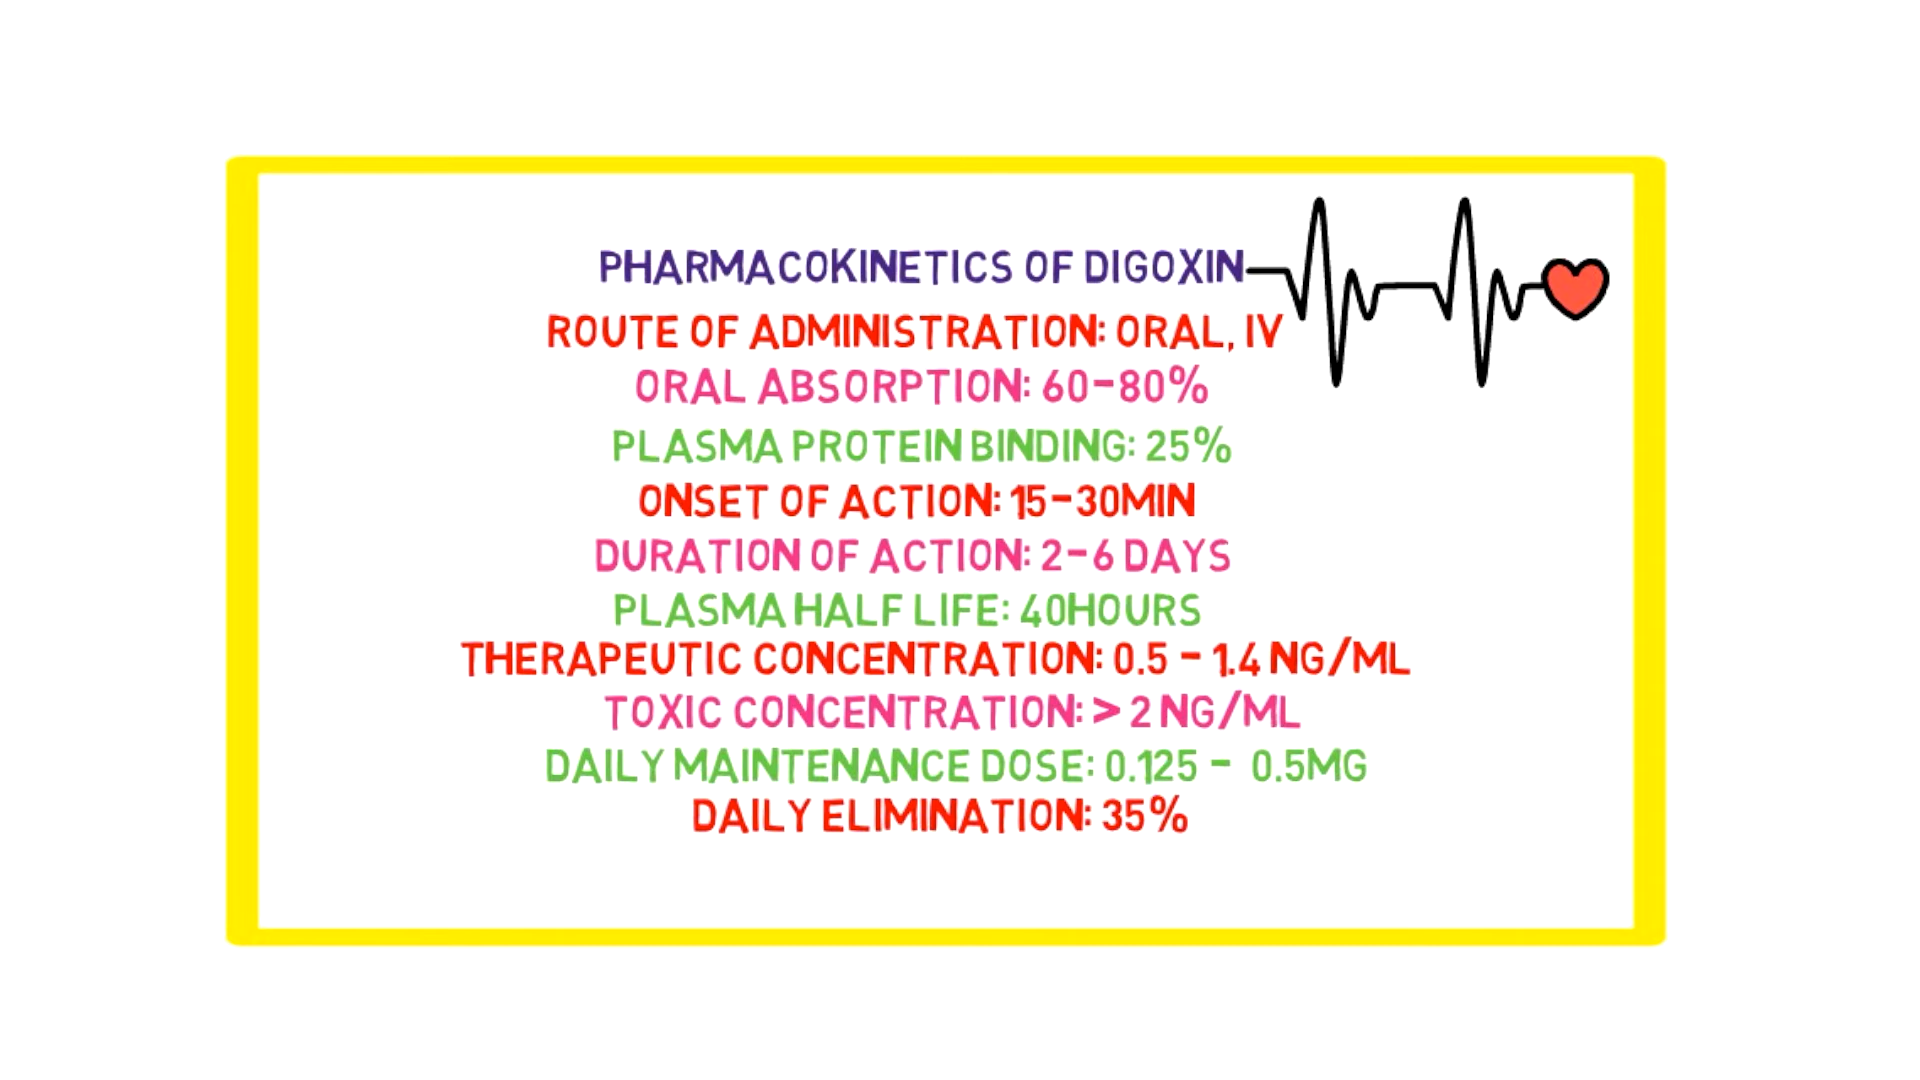 PHARMACOKINETICS OF DIGOXIN
ROUTE OF ADMINISTRATION: ORAL, IV
ORAL ABSORPTION: 60-80%
PLASMA PROTEIN BINDING: 25%
ONSET OF ACTION: 15-30MIN
DURATION OF ACTION: 2-6 DAYS
PLASMA HALF LIFE: 40HOURS
THERAPEUTIC CONCENTRATION: 0.5 - 1.4 NG/ML
TOXIC CONCENTRATION: > 2 NG/ML
DAILY MAINTENANCE DOSE: 0.125 - 0.5MG
DAILY ELIMINATION: 35%